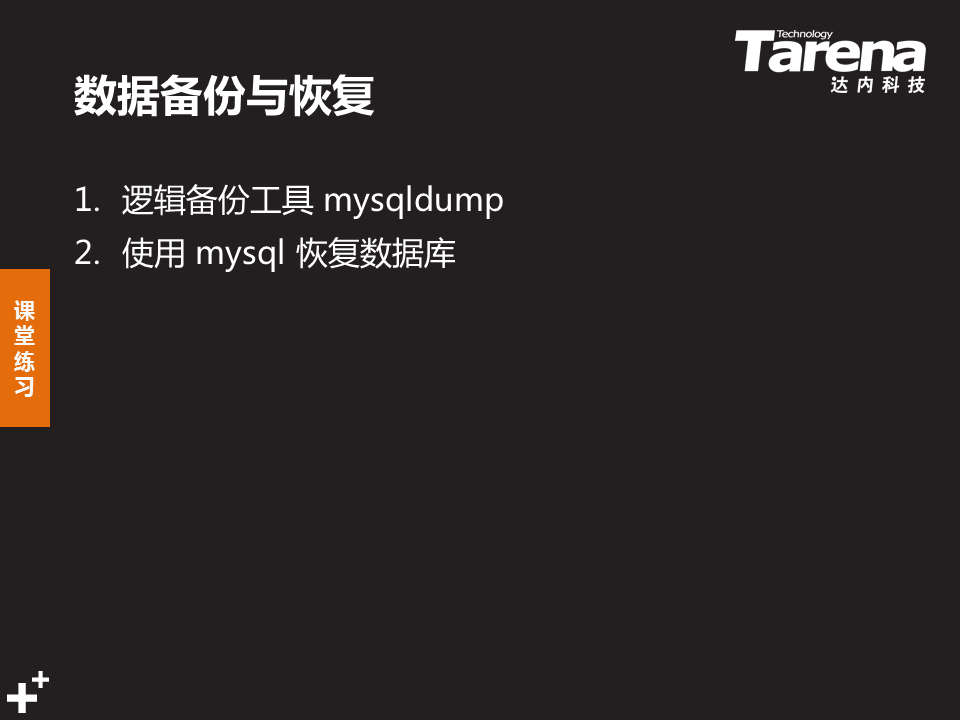 Technology
Tarena
达内科技
数据备份与恢复
1. 逻辑备份工具 mysqldump
2. 使用 mysql 恢复数据库
课
堂
练
习